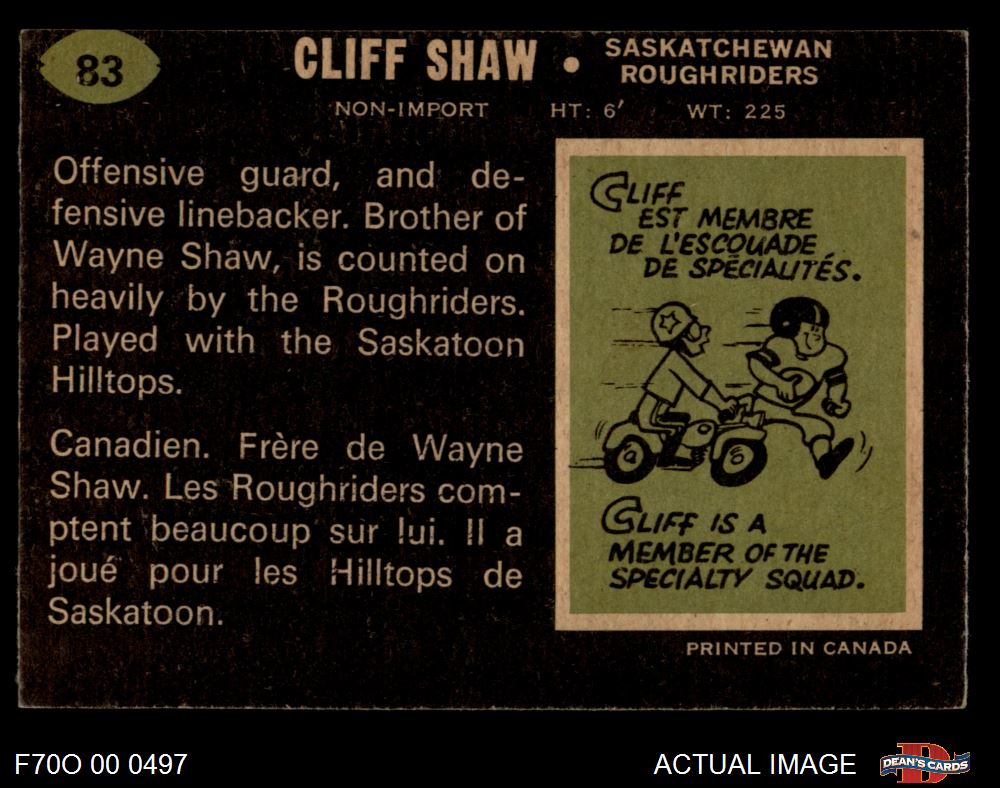 83
CLIFF SHAW • SASKATCHEWAN ROUGHRIDERS
NON-IMPORT HT: 6' WT: 225
Offensive guard, and de-
fensive linebacker. Brother of
Wayne Shaw, is counted on
heavily by the Roughriders.
Played with the Saskatoon
Hilltops.
Canadien. Frère de Wayne
Shaw. Les Roughriders com-
ptent beaucoup sur lui. Il a
joué pour les Hilltops de
Saskatoon.
CLIFF
EST MEMBRE
DE L'ESCOUADE
DE SPÉCIALITÉS.
CLIFF IS A
MEMBER OF THE
SPECIALTY SQUAD.
PRINTED IN CANADA
F70O 00 0497
ACTUAL IMAGE
DEAN'S CARDS